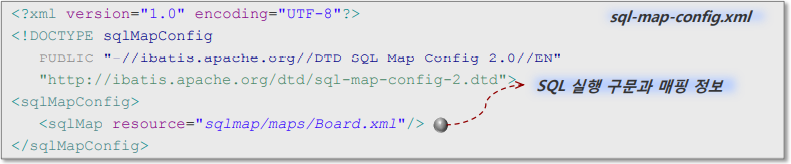 <?xml version="1.0" encoding="UTF-8"?>
sql-map-config.xml
<!DOCTYPE sqlMapConfig
PUBLIC "-//ibatis.apache.org//DTD SQL Map Config 2.0//EN"
"http://ibatis.apache.org/dtd/sql-map-config-2.dtd">
SQL 실행 구문과 매핑 정보
<sqlMapConfig>
<sqlMap resource="sqlmap/maps/Board.xml"/>
</sqlMapConfig>